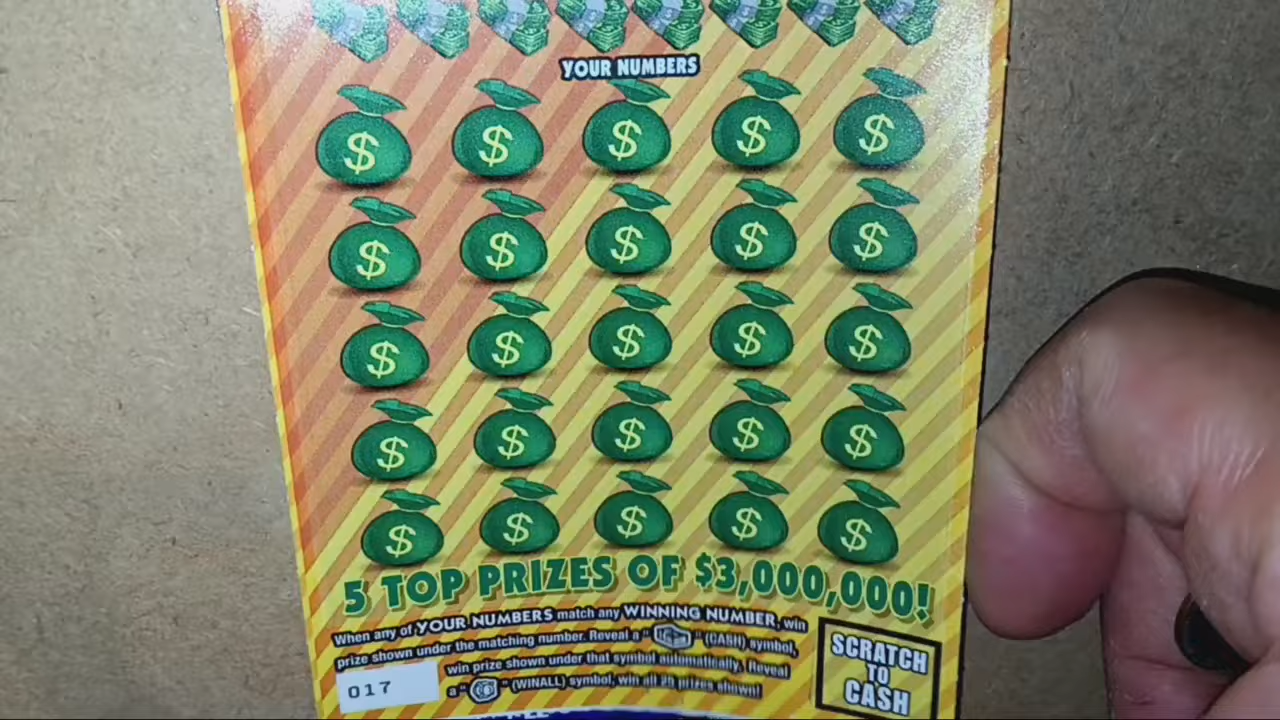 YOUR NUMBERS
$ $ $ $ $
$ $ $ $ $
$ $ $ $ $
$ $ $ $ $
$ $ $ $ $
5 TOP PRIZES OF $3,000,000!
When any of YOUR NUMBERS match any WINNING NUMBER, win
prize shown under the matching number. Reveal a " " (CASH) symbol,
win prize shown under that symbol automatically. Reveal
a " " (WINALL) symbol, win all 25 prizes shown!
017
SCRATCH
TO
CASH